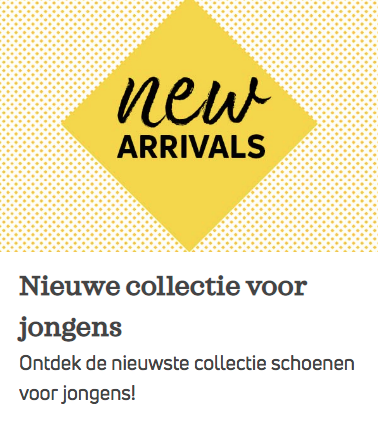 new
ARRIVALS
Nieuwe collectie voor
jongens
Ontdek de nieuwste collectie schoenen
voor jongens!